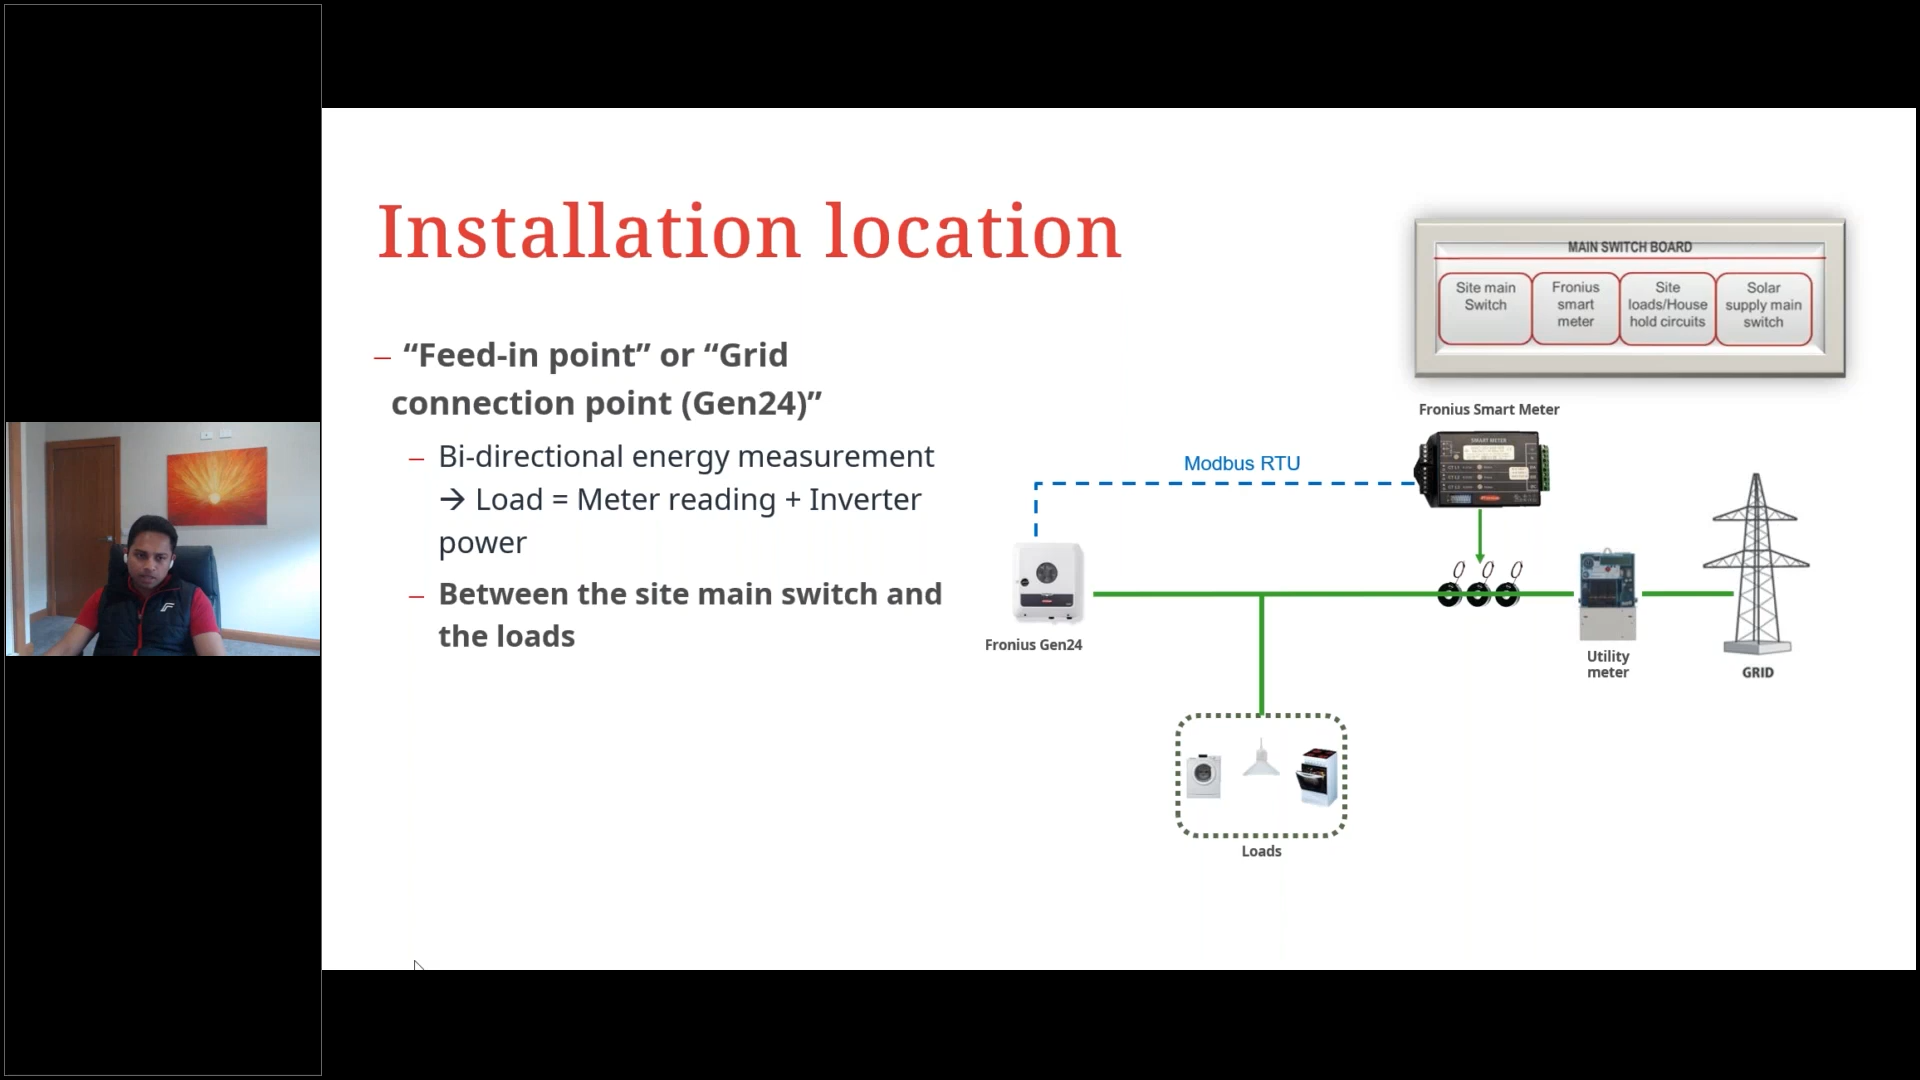 Installation location
– “Feed-in point” or “Grid
connection point (Gen24)”
– Bi-directional energy measurement
→ Load = Meter reading + Inverter
power
– Between the site main switch and
the loads
MAIN SWITCH BOARD
Site main
Switch
Fronius
smart
meter
Site
loads/House
hold circuits
Solar
supply main
switch
Fronius Smart Meter
SMART METER
Modbus RTU
Fronius Gen24
Utility
meter
GRID
Loads